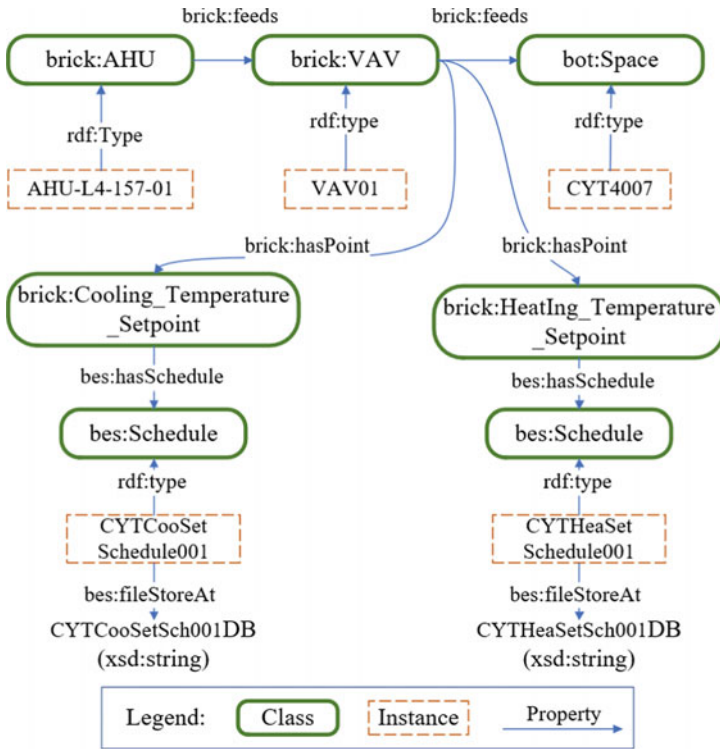 brick:feeds
brick:feeds
brick:AHU
brick:VAV
bot:Space
rdf:Type
rdf:type
rdf:type
AHU-L4-157-01
VAV01
CYT4007
brick:hasPoint
brick:hasPoint
brick:Cooling_Temperature
_Setpoint
brick:HeatIng_Temperature
_Setpoint
bes:hasSchedule
bes:hasSchedule
bes:Schedule
bes:Schedule
rdf:type
rdf:type
CYTCooSet
Schedule001
CYTHeaSet
Schedule001
bes:fileStoreAt
bes:fileStoreAt
CYTCooSetSch001DB
(xsd:string)
CYTHeaSetSch001DB
(xsd:string)
Legend:
Class
Instance
Property